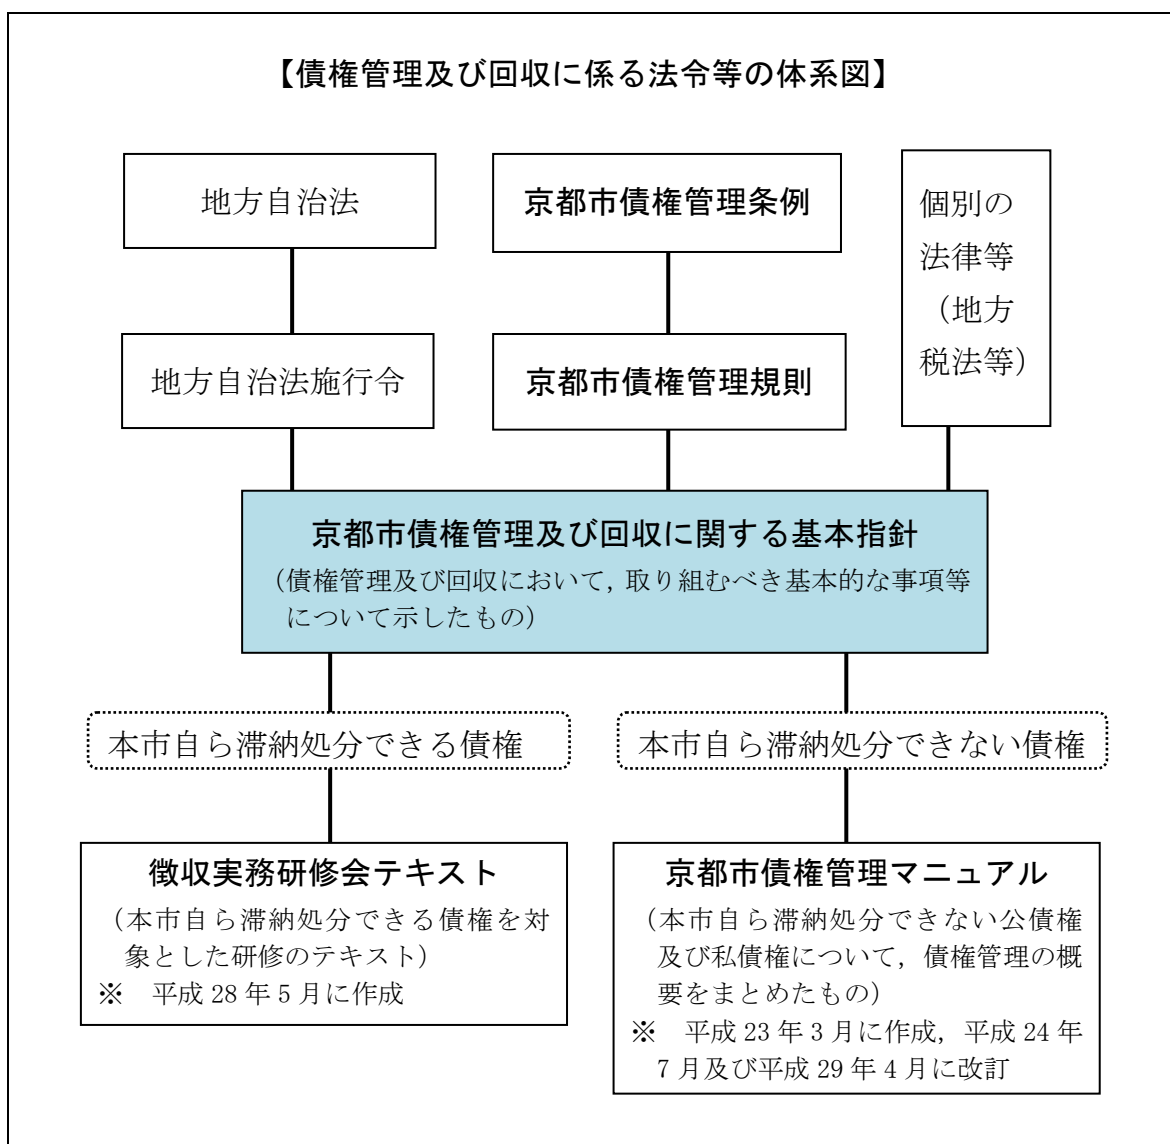 【債権管理及び回収に係る法令等の体系図】
地方自治法
京都市債権管理条例
個別の
法律等
（地方
税法等）
地方自治法施行令
京都市債権管理規則
京都市債権管理及び回収に関する基本指針
（債権管理及び回収において，取り組むべき基本的な事項等
について示したもの）
本市自ら滞納処分できる債権
本市自ら滞納処分できない債権
徴収実務研修会テキスト
（本市自ら滞納処分できる債権を対
象とした研修のテキスト）
※　平成 28 年 5 月に作成
京都市債権管理マニュアル
（本市自ら滞納処分できない公債権
及び私債権について，債権管理の概
要をまとめたもの）
※　平成 23 年 3 月に作成，平成 24 年
7 月及び平成 29 年 4 月に改訂